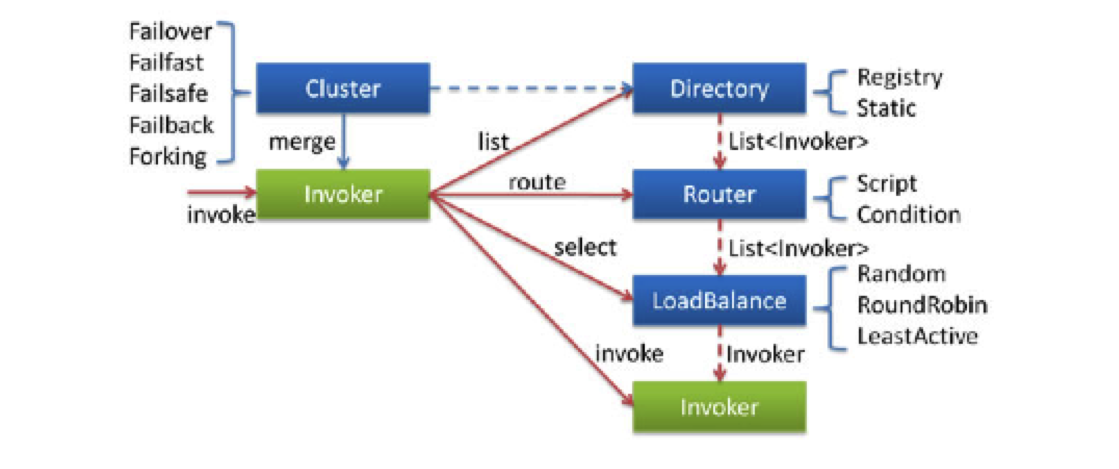 Failover
Failfast
Failsafe
Failback
Forking
Cluster
merge
invoke
Invoker
list
route
select
invoke
Directory
Registry
Static
List<Invoker>
Router
Script
Condition
List<Invoker>
LoadBalance
Random
RoundRobin
LeastActive
Invoker
Invoker